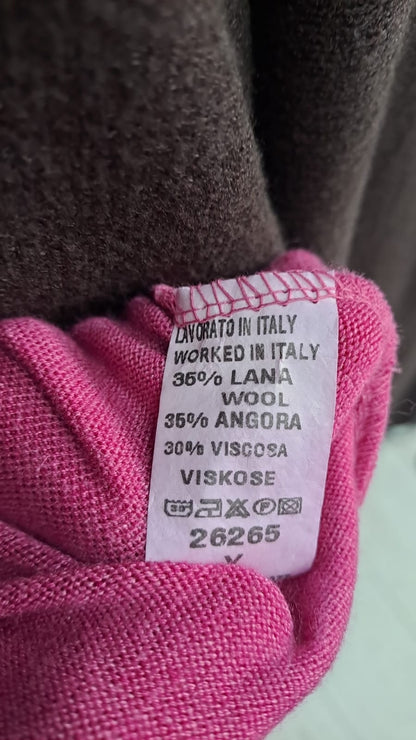 LAVORATO IN ITALY
WORKED IN ITALY
35% LANA
WOOL
35% ANGORA
30% VISCOSA
VISKOSE
26265